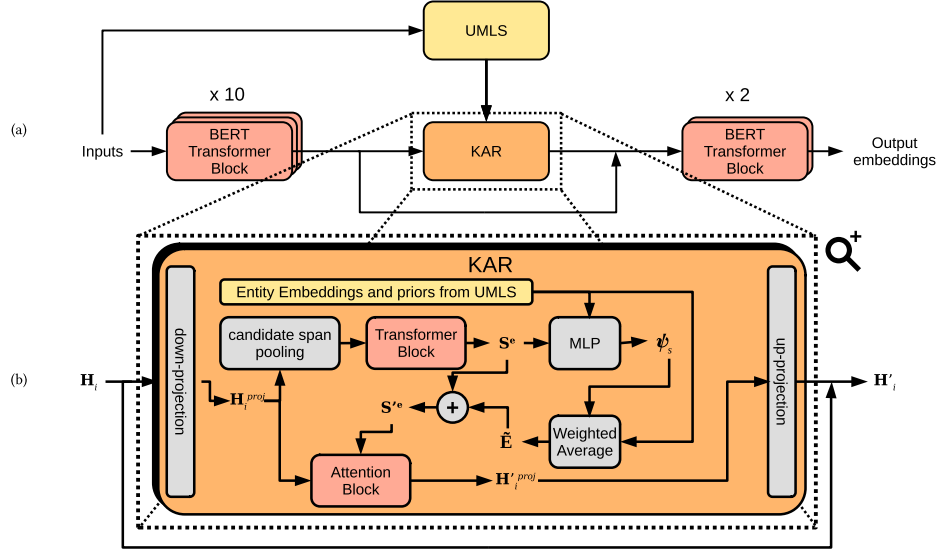 UMLS
x 10
x 2
(a)
Inputs
BERT
Transformer
Block
KAR
BERT
Transformer
Block
Output
embeddings
KAR
Entity Embeddings and priors from UMLS
down-projection
candidate span
pooling
Transformer
Block
Sᵉ
MLP
ψₛ
up-projection
(b)
Hᵢ
Hᵢᵖʳᵒʲ
S'ᵉ
+
Ẽ
Weighted
Average
Attention
Block
H'ᵢᵖʳᵒʲ
H'ᵢ